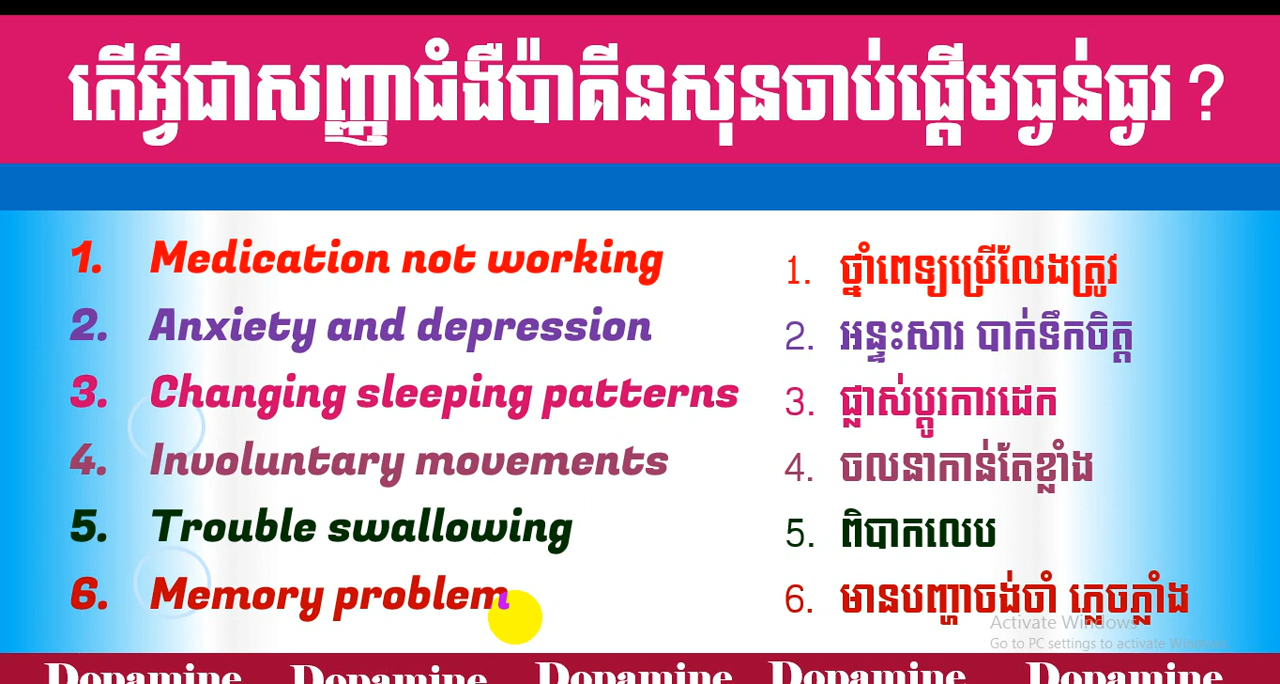 តើអ្វីជាសញ្ញាជំងឺប៉ាគីនសុនចាប់ផ្តើមធ្ងន់ធ្ងរ ?
1. Medication not working
2. Anxiety and depression
3. Changing sleeping patterns
4. Involuntary movements
5. Trouble swallowing
6. Memory problem
1. ថ្នាំពេទ្យប្រើលែងត្រូវ
2. អន្ទះសារ បាក់ទឹកចិត្ត
3. ផ្លាស់ប្តូរការដេក
4. ចលនាកាន់តែខ្លាំង
5. ពិបាកលេប
6. មានបញ្ហាចង់ចាំ ភ្លេចភ្លាំង
Activate Windows
Go to PC settings to activate Windows.
Dopamine Dopamine Dopamine Dopamine Dopamine